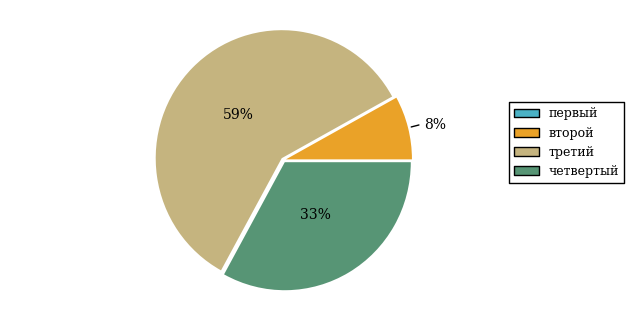 59%
8%
33%
первый
второй
третий
четвертый